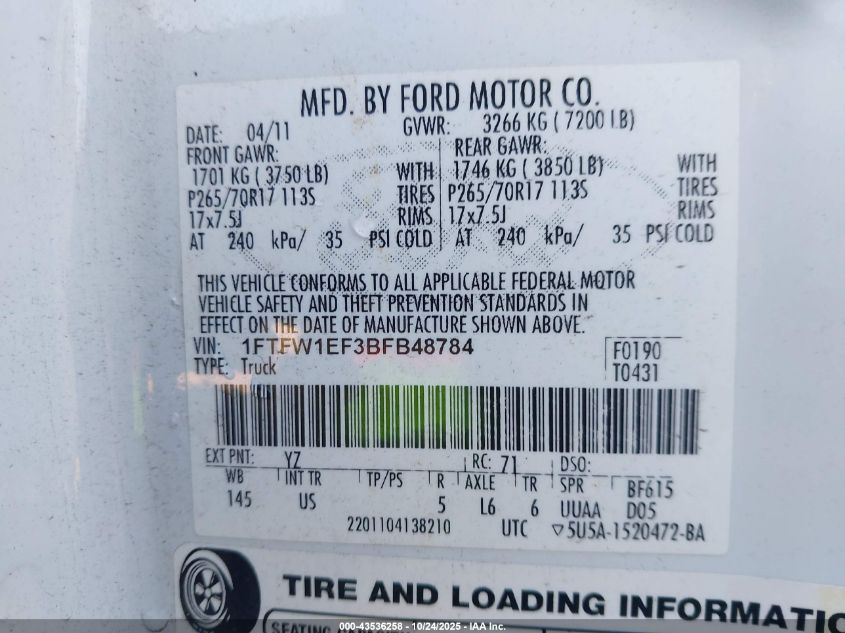 MFD. BY FORD MOTOR CO.
DATE: 04/11 GVWR: 3266 KG ( 7200 LB)
FRONT GAWR: REAR GAWR:
1701 KG ( 3750 LB) WITH 1746 KG ( 3850 LB) WITH
P265/70R17 113S TIRES P265/70R17 113S TIRES
17x7.5J RIMS 17x7.5J RIMS
AT 240 kPa/ 35 PSI COLD AT 240 kPa/ 35 PSI COLD
THIS VEHICLE CONFORMS TO ALL APPLICABLE FEDERAL MOTOR
VEHICLE SAFETY AND THEFT PREVENTION STANDARDS IN
EFFECT ON THE DATE OF MANUFACTURE SHOWN ABOVE.
VIN: 1FTFW1EF3BFB48784 F0190
TYPE: Truck T0431
EXT PNT: YZ RC: 71 DSO:
WB INT TR TP/PS R AXLE TR SPR BF615
145 US 5 L6 6 UUAA D05
2201104138210 UTC ▽5U5A-1520472-BA
TIRE AND LOADING INFORMATION
000-43536258 - 10/24/2025 - IAA Inc.